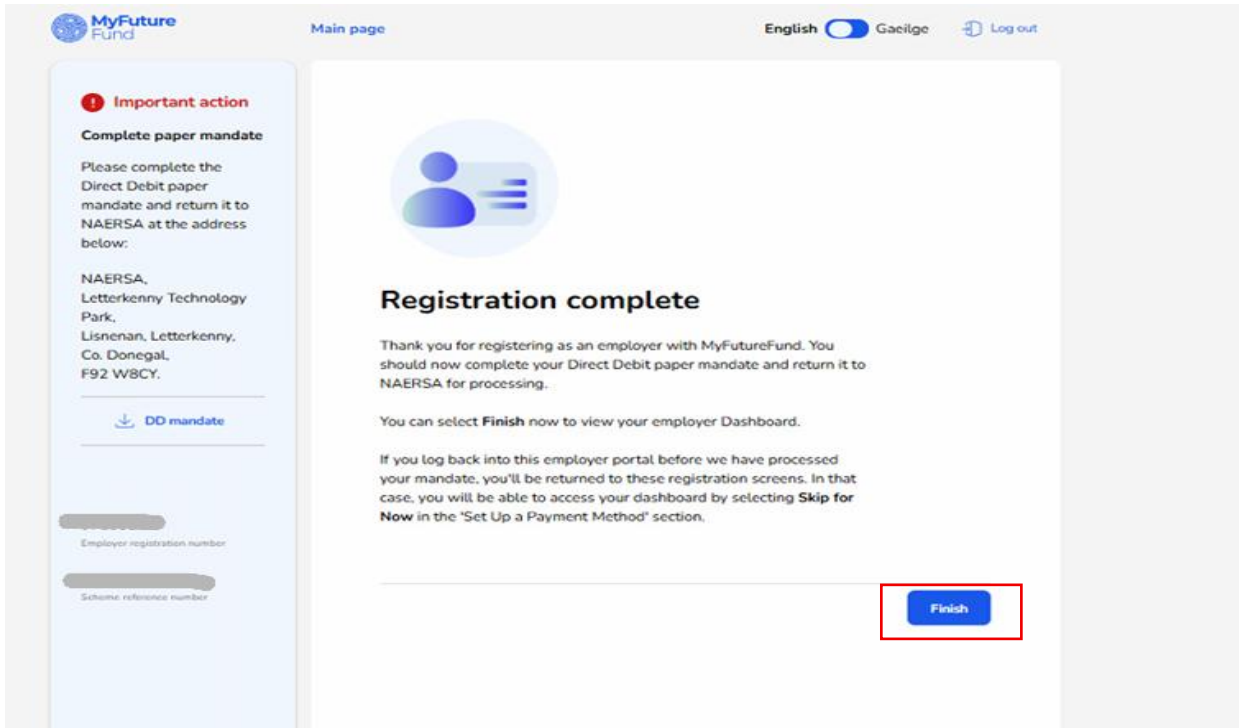 MyFuture
Fund
Main page
English Gaeilge
Log out
Important action
Complete paper mandate
Please complete the
Direct Debit paper
mandate and return it to
NAERSA at the address
below:
NAERSA,
Letterkenny Technology
Park,
Lisnenan, Letterkenny,
Co. Donegal,
F92 W8CY.
DD mandate
Employer registration number
Scheme reference number
Registration complete
Thank you for registering as an employer with MyFutureFund. You
should now complete your Direct Debit paper mandate and return it to
NAERSA for processing.
You can select Finish now to view your employer Dashboard.
If you log back into this employer portal before we have processed
your mandate, you'll be returned to these registration screens. In that
case, you will be able to access your dashboard by selecting Skip for
Now in the 'Set Up a Payment Method' section.
Finish